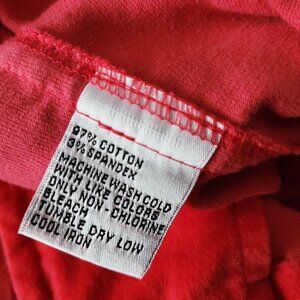 97% COTTON
3% SPANDEX
MACHINE WASH COLD
WITH LIKE COLORS
ONLY NON-CHLORINE
BLEACH
TUMBLE DRY LOW
COOL IRON